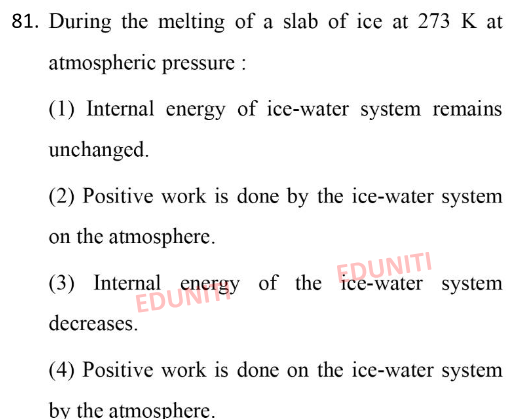 81. During the melting of a slab of ice at 273 K at
atmospheric pressure :
(1) Internal energy of ice-water system remains
unchanged.
(2) Positive work is done by the ice-water system
on the atmosphere.
EDUNITI
(3) Internal energy of the ice-water system
EDUNITI
decreases.
(4) Positive work is done on the ice-water system
by the atmosphere.